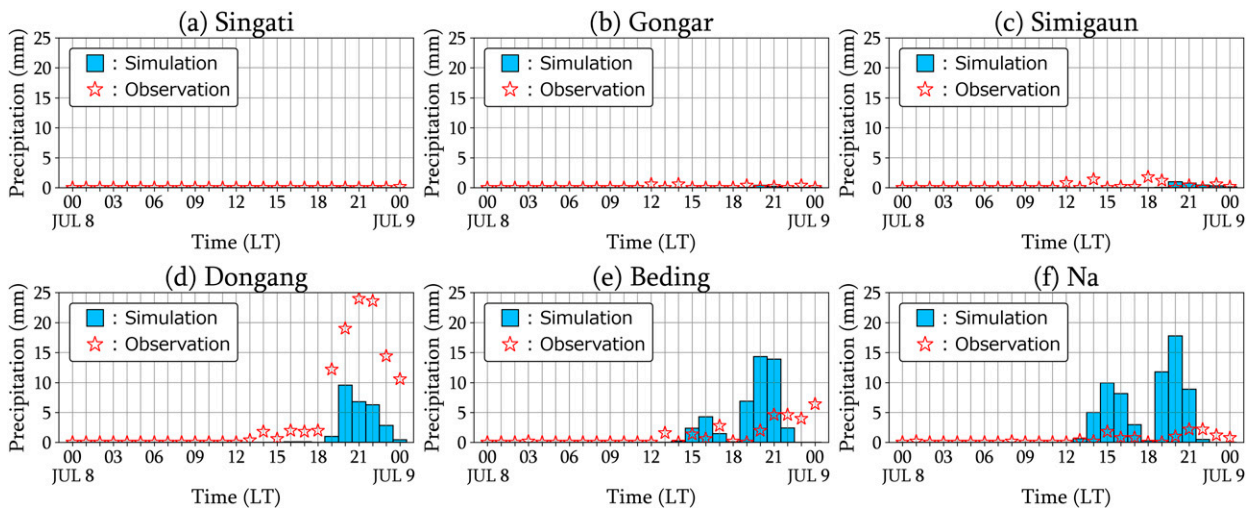 (a) Singati
Precipitation (mm)
25
20
15
10
5
0
: Simulation
: Observation
00 03 06 09 12 15 18 21 00
JUL 8 JUL 9
Time (LT)
(b) Gongar
Precipitation (mm)
25
20
15
10
5
0
: Simulation
: Observation
00 03 06 09 12 15 18 21 00
JUL 8 JUL 9
Time (LT)
(c) Simigaun
Precipitation (mm)
25
20
15
10
5
0
: Simulation
: Observation
00 03 06 09 12 15 18 21 00
JUL 8 JUL 9
Time (LT)
(d) Dongang
Precipitation (mm)
25
20
15
10
5
0
: Simulation
: Observation
00 03 06 09 12 15 18 21 00
JUL 8 JUL 9
Time (LT)
(e) Beding
Precipitation (mm)
25
20
15
10
5
0
: Simulation
: Observation
00 03 06 09 12 15 18 21 00
JUL 8 JUL 9
Time (LT)
(f) Na
Precipitation (mm)
25
20
15
10
5
0
: Simulation
: Observation
00 03 06 09 12 15 18 21 00
JUL 8 JUL 9
Time (LT)